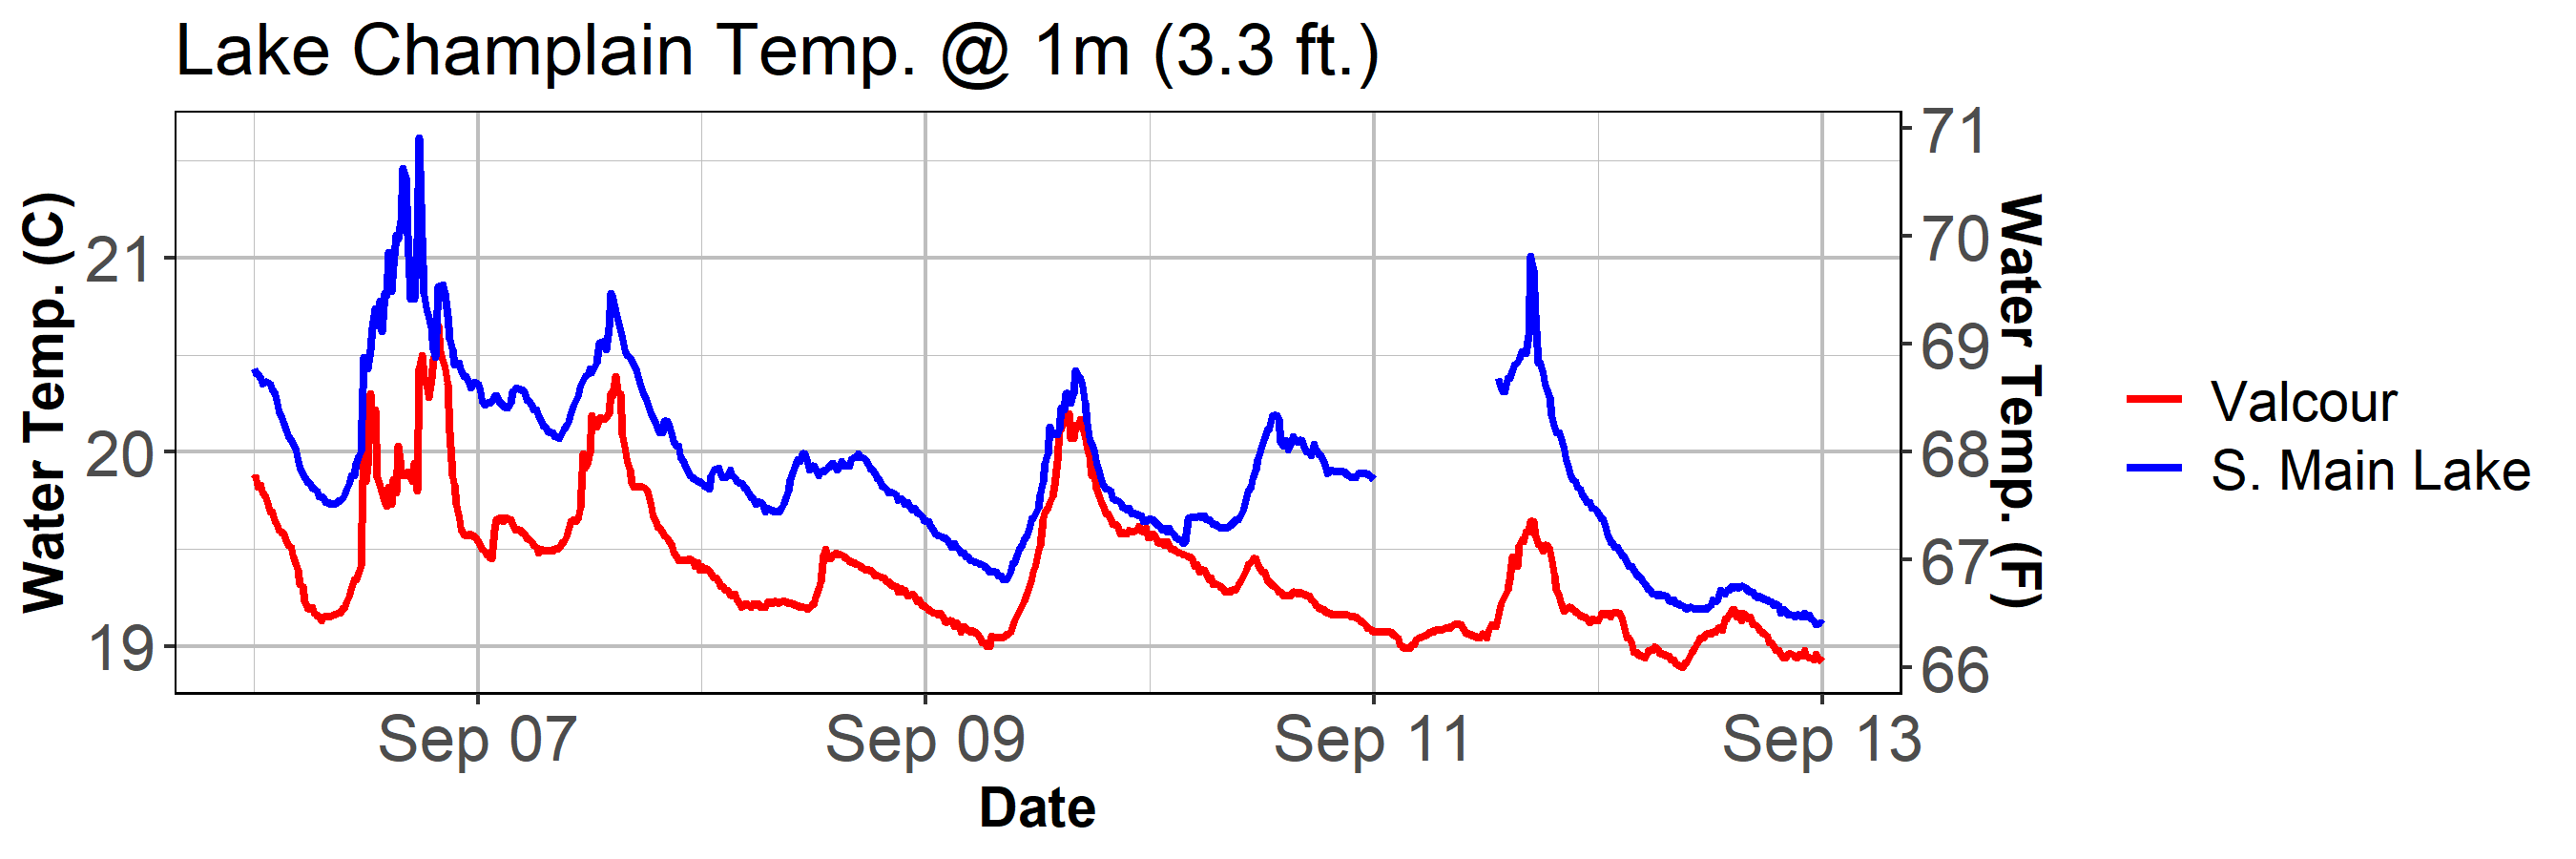 Lake Champlain Temp. @ 1m (3.3 ft.)
Water Temp. (C)
21
20
19
71
70
69
68
67
66
Water Temp. (F)
Sep 07
Sep 09
Sep 11
Sep 13
Date
Valcour
S. Main Lake